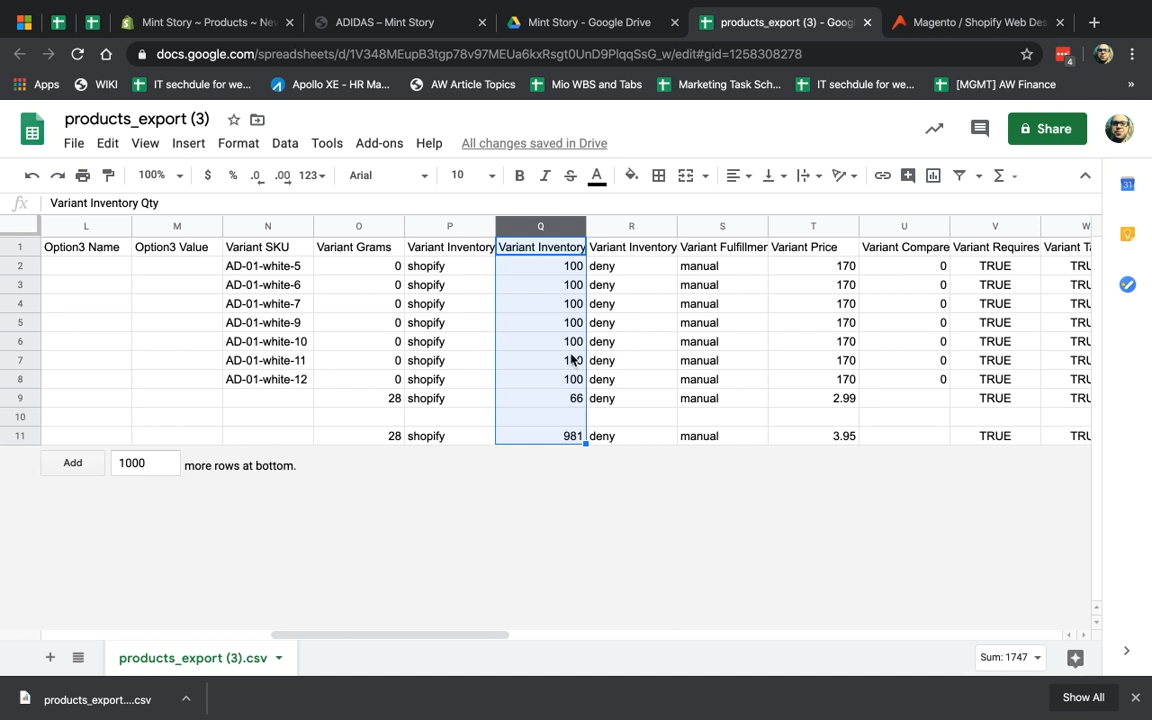 Mint Story ~ Products ~ Nev
ADIDAS – Mint Story
Mint Story - Google Drive
products_export (3) - Goog
Magento / Shopify Web Des
docs.google.com/spreadsheets/d/1V348MEupB3tgp78v97MEUa6kxRsgt0UnD9PlqqSsG_w/edit#gid=1258308278
4
Apps
WIKI
IT sechdule for we...
Apollo XE - HR Ma...
AW Article Topics
Mio WBS and Tabs
Marketing Task Sch...
IT sechdule for we...
[MGMT] AW Finance
»
products_export (3)
Share
File Edit View Insert Format Data Tools Add-ons Help All changes saved in Drive
100% $ % .0 .00 123 Arial 10 B I S A
fx Variant Inventory Qty
L M N O P Q R S T U V W
1 Option3 Name Option3 Value Variant SKU Variant Grams Variant Inventory Variant Inventory Variant Inventory Variant Fulfillmer Variant Price Variant Compare Variant Requires Variant Ta
2 AD-01-white-5 0 shopify 100 deny manual 170 0 TRUE TRU
3 AD-01-white-6 0 shopify 100 deny manual 170 0 TRUE TRU
4 AD-01-white-7 0 shopify 100 deny manual 170 0 TRUE TRU
5 AD-01-white-9 0 shopify 100 deny manual 170 0 TRUE TRU
6 AD-01-white-10 0 shopify 100 deny manual 170 0 TRUE TRU
7 AD-01-white-11 0 shopify 100 deny manual 170 0 TRUE TRU
8 AD-01-white-12 0 shopify 100 deny manual 170 0 TRUE TRU
9 28 shopify 66 deny manual 2.99 TRUE TRU
10
11 28 shopify 981 deny manual 3.95 TRUE TRU
Add 1000 more rows at bottom.
31
products_export (3).csv
Sum: 1747
products_export....csv
Show All